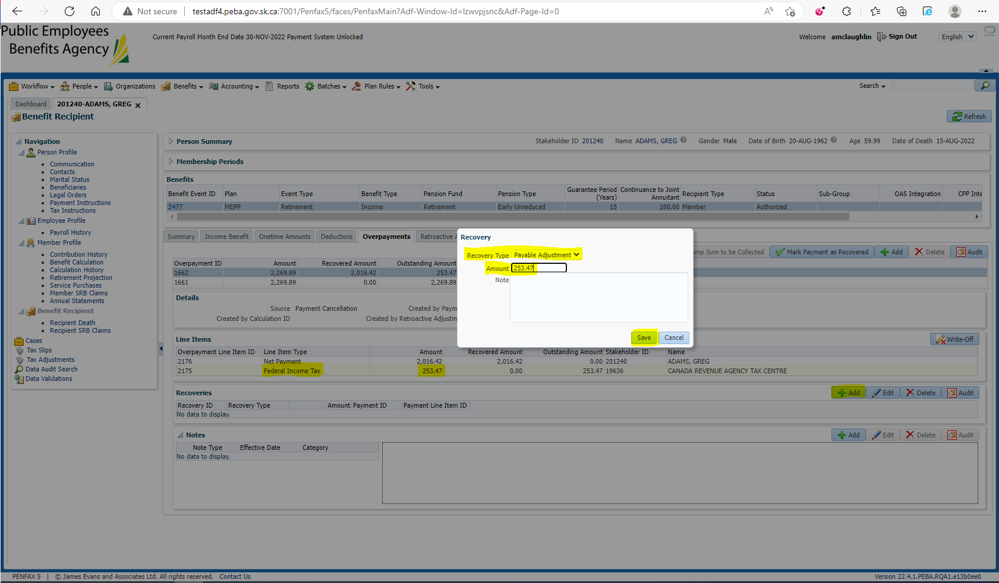 Not secure testadf4.peba.gov.sk.ca:7001/Penfax5/faces/PenfaxMain?Adf-Window-Id=lzwvpjsnc&Adf-Page-Id=0
Public Employees
Benefits Agency
Current Payroll Month End Date 30-NOV-2022 Payment System Unlocked
Welcome amclaughlin Sign Out English
Workflow People Organizations Benefits Accounting Reports Batches Plan Rules Tools Search
Dashboard 201240-ADAMS, GREG
Benefit Recipient
Refresh
Navigation
Person Profile
Communication
Contacts
Marital Status
Beneficiaries
Legal Orders
Payment Instructions
Tax Instructions
Employee Profile
Payroll History
Member Profile
Contribution History
Benefit Calculation
Calculation History
Retirement Projection
Service Purchases
Member SRB Claims
Annual Statements
Benefit Recipient
Recipient Death
Recipient SRB Claims
Cases
Tax Slips
Tax Adjustments
Data Audit Search
Data Validations
Person Summary Stakeholder ID 201240 Name ADAMS, GREG Gender Male Date of Birth 20-AUG-1962 Age 59.99 Date of Death 15-AUG-2022
Membership Periods
Benefits
Benefit Event ID Plan Event Type Benefit Type Pension Fund Pension Type Guarantee Period (Years) Continuance to Joint Annuitant Recipient Type Status Sub-Group OAS Integration CPP Inte
2477 MEPP Retirement Income Retirement Early Unreduced 15 100.00 Member Authorized
Summary Income Benefit Onetime Amounts Deductions Overpayments Retroactive A
mp Sum to be Collected Mark Payment as Recovered Add Delete Audit
Overpayment ID Amount Recovered Amount Outstanding Amount
1662 2,269.89 2,016.42 253.47
1661 2,269.89 0.00 2,269.89
Details
Source Payment Cancellation Created by Paym
Created by Calculation ID Created by Retroactive Adjustm
Recovery
Recovery Type Payable Adjustment
Amount 253.47
Note
Save Cancel
Line Items Write-Off
Overpayment Line Item ID Line Item Type Amount Recovered Amount Outstanding Amount Stakeholder ID Name
2176 Net Payment 2,016.42 2,016.42 0.00 201240 ADAMS, GREG
2175 Federal Income Tax 253.47 0.00 253.47 19636 CANADA REVENUE AGENCY TAX CENTRE
Recoveries Add Edit Delete Audit
Recovery ID Recovery Type Amount Payment ID Payment Line Item ID
No data to display.
Notes Add Edit Delete Audit
Note Type Effective Date Category
No data to display.
PENFAX 5 | © James Evans and Associates Ltd. All rights reserved. Contact Us Version 22.4.1.PEBA.RQA1.e13b0ee0